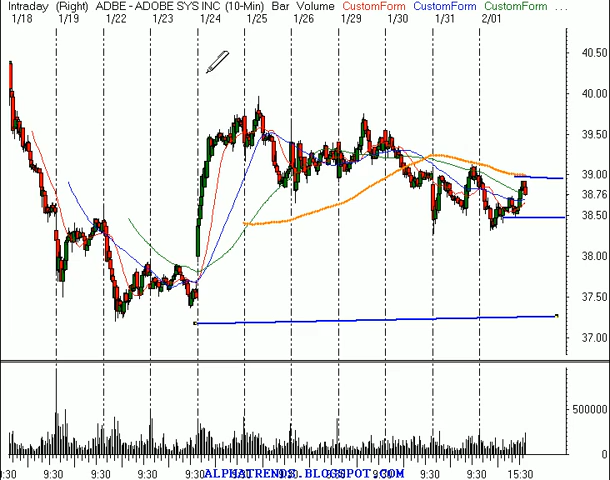 Intraday (Right) ADBE - ADOBE SYS INC (10-Min) Bar Volume CustomForm CustomForm CustomForm ...
1/18 1/19 1/22 1/23 1/24 1/25 1/26 1/29 1/30 1/31 2/01
40.50
40.00
39.50
39.00
38.76
38.50
38.00
37.50
37.00
500000
0
9:30 9:30 9:30 9:30 9:30 9:30 9:30 15:30
ALPHATRENDS.BLOGSPOT.COM